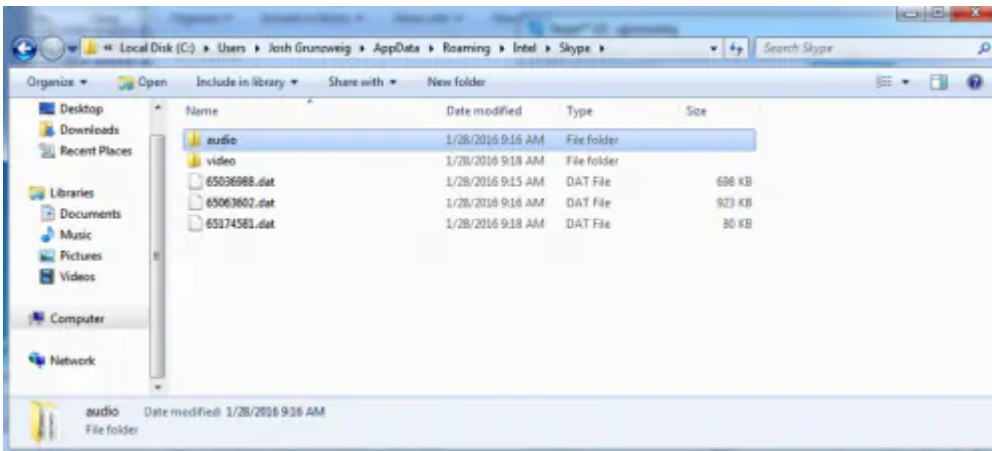 « Local Disk (C:) ▸ Users ▸ Josh Grunzweig ▸ AppData ▸ Roaming ▸ Intel ▸ Skype ▸ Search Skype
Organize Open Include in library Share with New folder
Name Date modified Type Size
Desktop
Downloads
Recent Places
Libraries
Documents
Music
Pictures
Videos
Computer
Network
audio 1/28/2016 9:16 AM File folder
video 1/28/2016 9:18 AM File folder
65036988.dat 1/28/2016 9:15 AM DAT File 698 KB
65063602.dat 1/28/2016 9:16 AM DAT File 923 KB
65174581.dat 1/28/2016 9:18 AM DAT File 80 KB
audio Date modified: 1/28/2016 9:16 AM
File folder